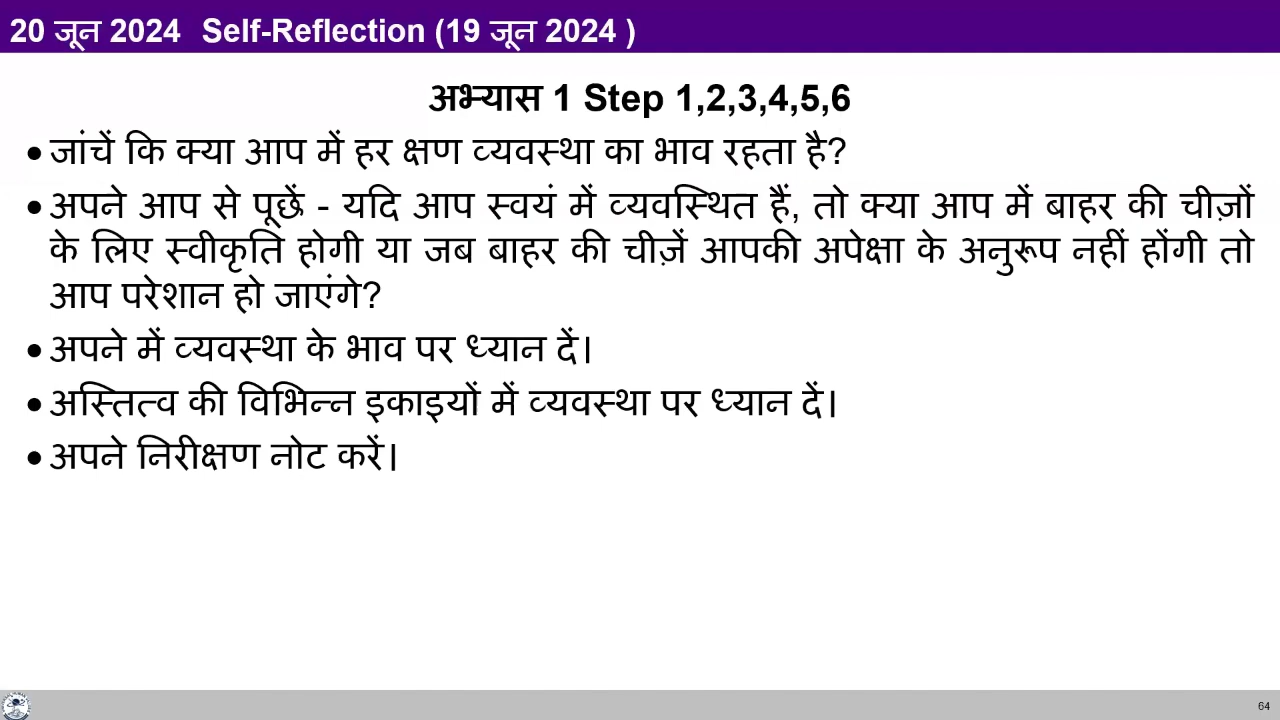 20 जून 2024 Self-Reflection (19 जून 2024 )
अभ्यास 1 Step 1,2,3,4,5,6
• जांचें कि क्या आप में हर क्षण व्यवस्था का भाव रहता है?
• अपने आप से पूछें - यदि आप स्वयं में व्यवस्थित हैं, तो क्या आप में बाहर की चीज़ों
के लिए स्वीकृति होगी या जब बाहर की चीज़ें आपकी अपेक्षा के अनुरूप नहीं होंगी तो
आप परेशान हो जाएंगे?
• अपने में व्यवस्था के भाव पर ध्यान दें।
• अस्तित्व की विभिन्न इकाइयों में व्यवस्था पर ध्यान दें।
• अपने निरीक्षण नोट करें।
64